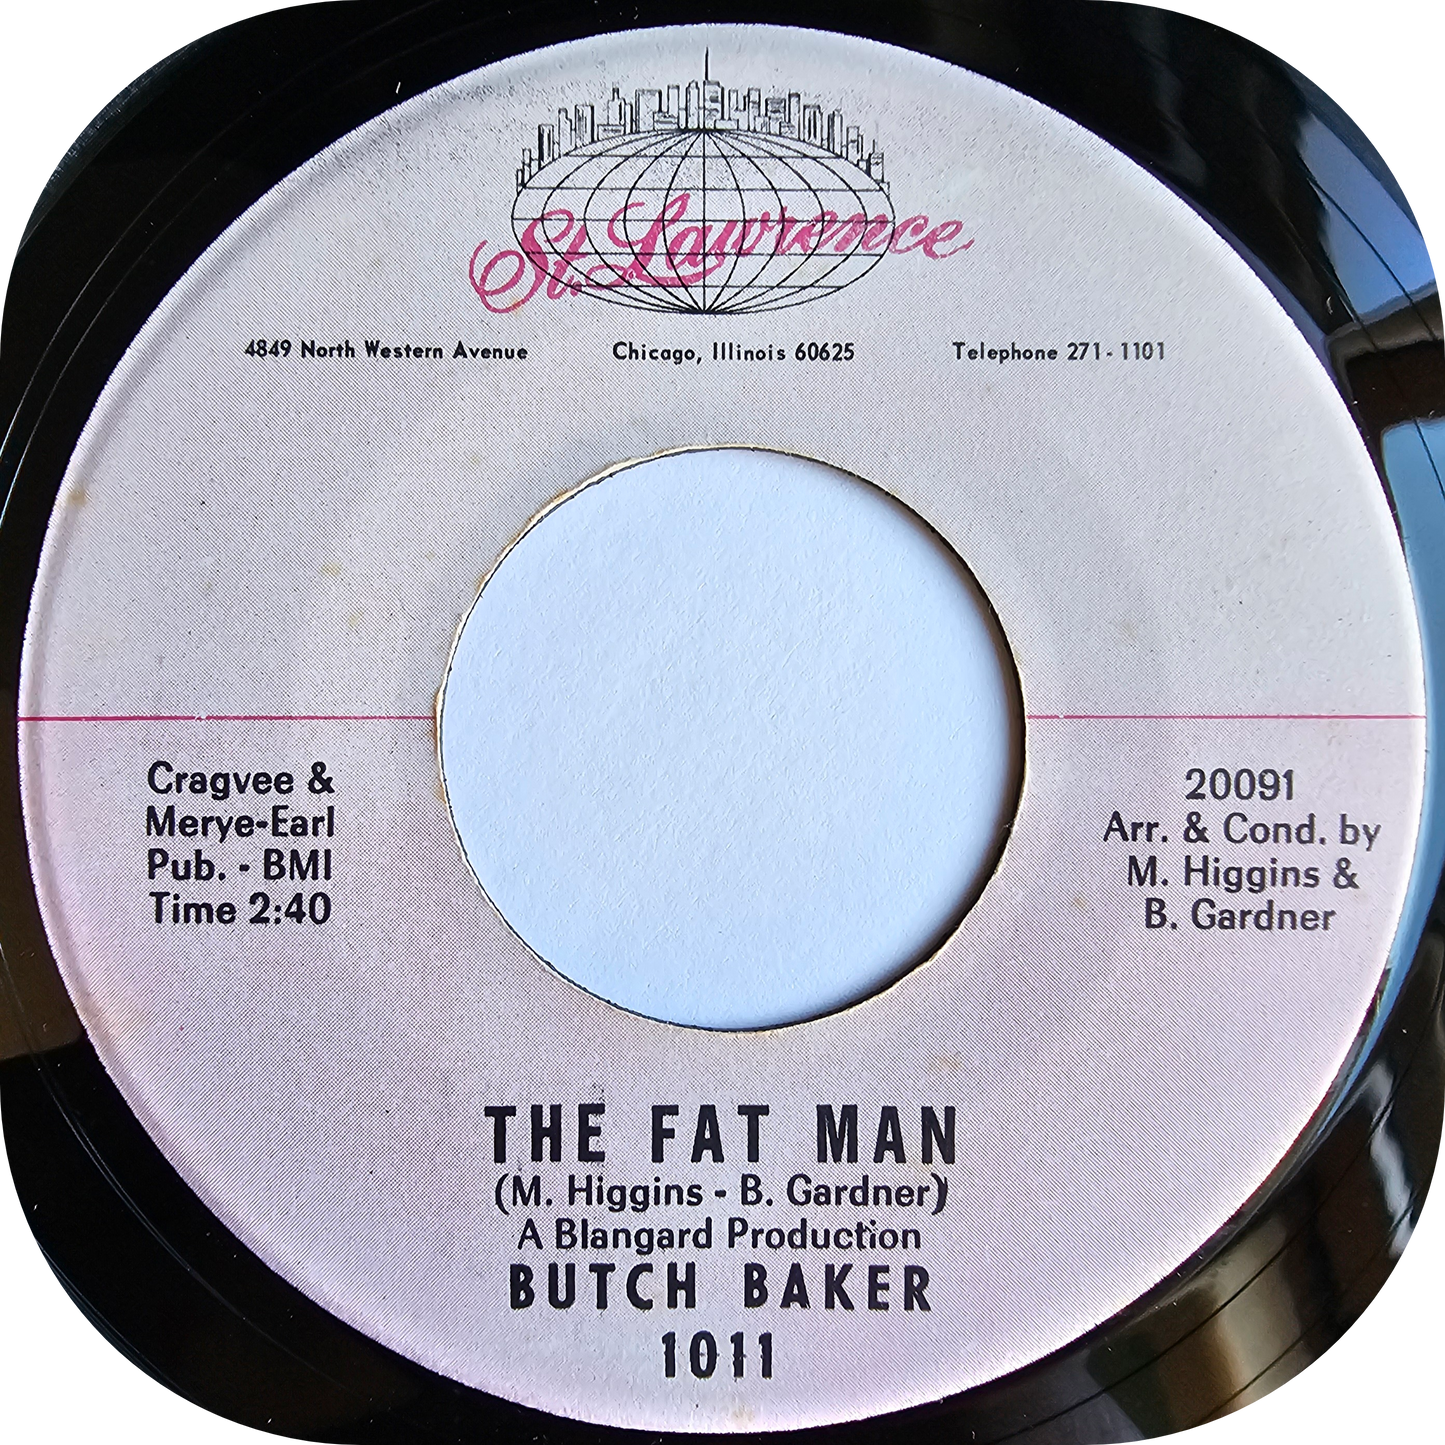 St. Lawrence
4849 North Western Avenue Chicago, Illinois 60625 Telephone 271-1101
Cragvee &
Merye-Earl
Pub. - BMI
Time 2:40
20091
Arr. & Cond. by
M. Higgins &
B. Gardner
THE FAT MAN
(M. Higgins - B. Gardner)
A Blangard Production
BUTCH BAKER
1011